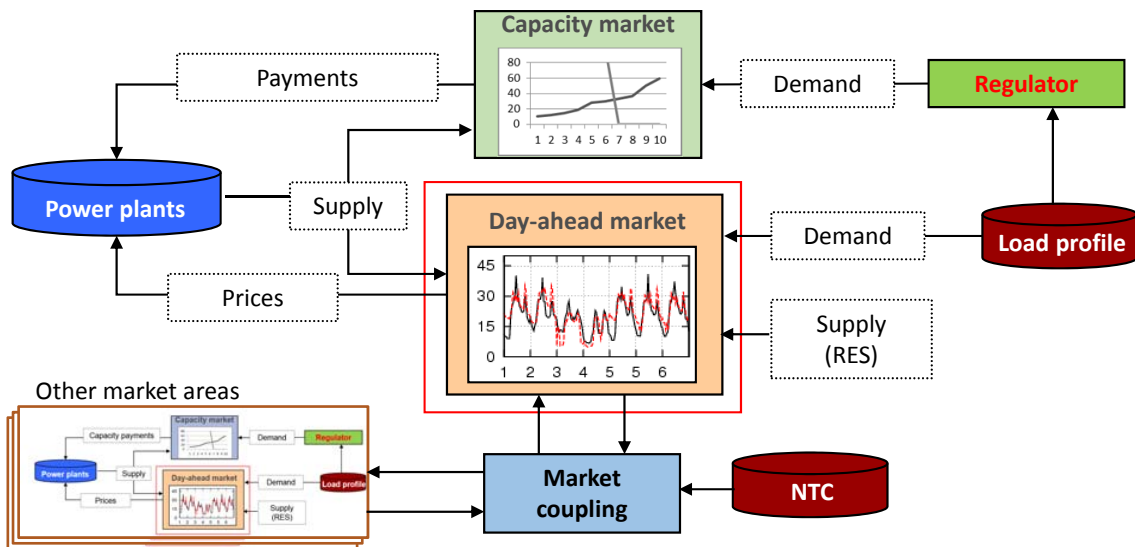 Capacity market
80
60
40
20
0
1 2 3 4 5 6 7 8 9 10
Payments
Demand
Regulator
Power plants
Supply
Day-ahead market
45
30
15
0
1 2 3 4 5 5 6
Demand
Load profile
Prices
Supply
(RES)
Other market areas
Capacity market
Capacity payments
Demand
Regulator
Power plants
Supply
Day-ahead market
Demand
Load profile
Prices
Supply
(RES)
Market
coupling
NTC